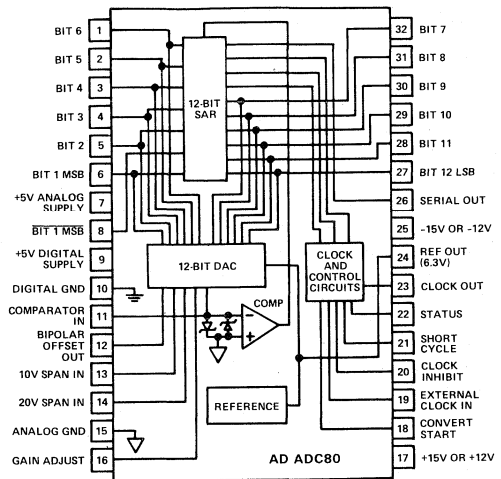 BIT 6 1
BIT 5 2
BIT 4 3
BIT 3 4
BIT 2 5
BIT 1 MSB 6
+5V ANALOG
SUPPLY 7
BIT 1 MSB 8
+5V DIGITAL
SUPPLY 9
DIGITAL GND 10
COMPARATOR
IN 11
BIPOLAR
OFFSET
OUT 12
10V SPAN IN 13
20V SPAN IN 14
ANALOG GND 15
GAIN ADJUST 16
12-BIT
SAR
12-BIT DAC
COMP
−
+
REFERENCE
CLOCK
AND
CONTROL
CIRCUITS
AD ADC80
32 BIT 7
31 BIT 8
30 BIT 9
29 BIT 10
28 BIT 11
27 BIT 12 LSB
26 SERIAL OUT
25 -15V OR -12V
24 REF OUT
(6.3V)
23 CLOCK OUT
22 STATUS
21 SHORT
CYCLE
20 CLOCK
INHIBIT
19 EXTERNAL
CLOCK IN
18 CONVERT
START
17 +15V OR +12V